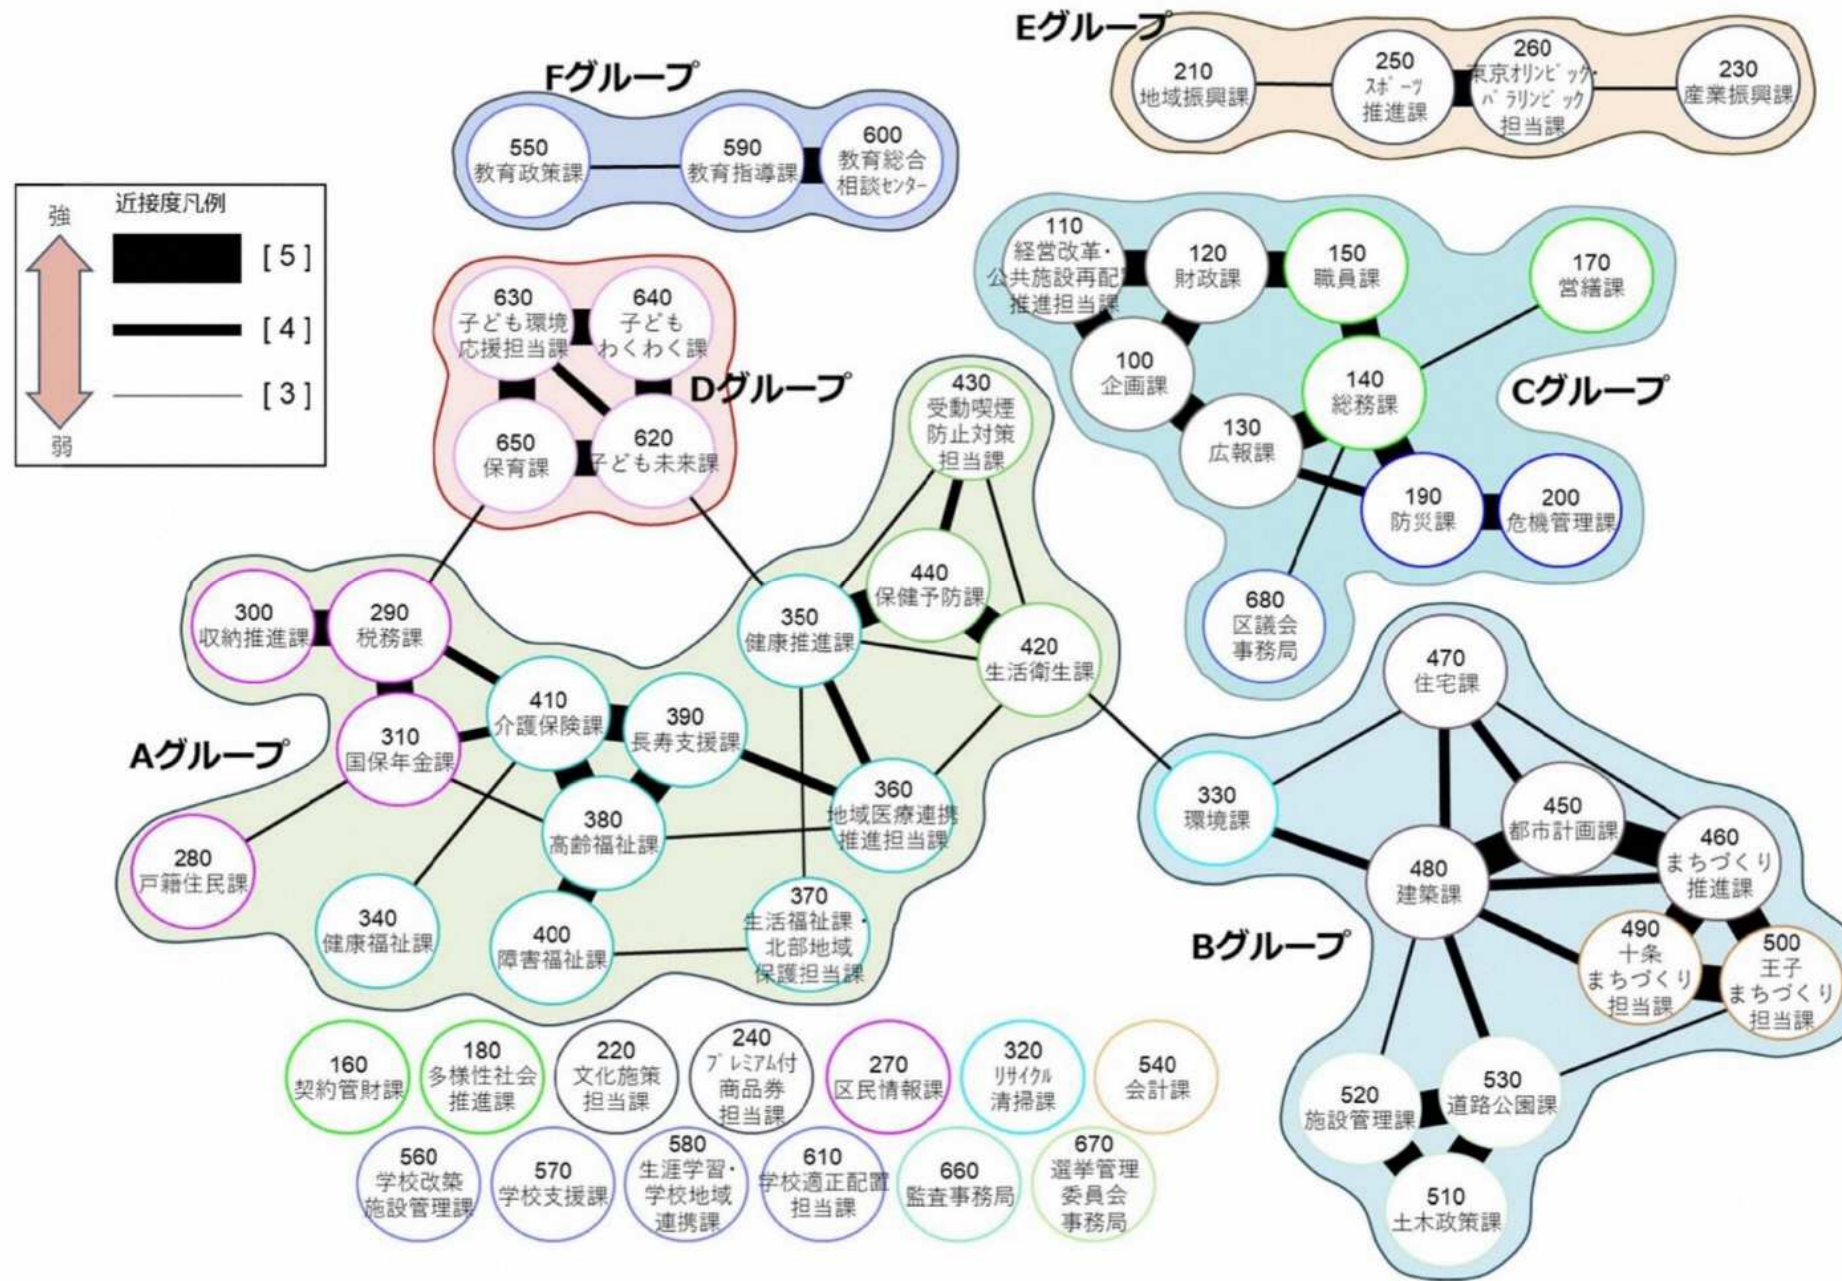 Eグループ
210
地域振興課
250
ｽﾎﾟｰﾂ
推進課
260
東京オリンピック・
パラリンピック
担当課
230
産業振興課
Fグループ
550
教育政策課
590
教育指導課
600
教育総合
相談ｾﾝﾀｰ
近接度凡例
強
[ 5 ]
[ 4 ]
[ 3 ]
弱
630
子ども環境
応援担当課
640
子ども
わくわく課
650
保育課
620
子ども未来課
Dグループ
110
経営改革・
公共施設再配
推進担当課
120
財政課
150
職員課
170
営繕課
100
企画課
140
総務課
130
広報課
190
防災課
200
危機管理課
680
区議会
事務局
Cグループ
430
受動喫煙
防止対策
担当課
440
保健予防課
350
健康推進課
420
生活衛生課
300
収納推進課
290
税務課
410
介護保険課
390
長寿支援課
310
国保年金課
Aグループ
380
高齢福祉課
360
地域医療連携
推進担当課
280
戸籍住民課
340
健康福祉課
400
障害福祉課
370
生活福祉課・
北部地域
保護担当課
470
住宅課
330
環境課
450
都市計画課
460
まちづくり
推進課
480
建築課
Bグループ
490
十条
まちづくり
担当課
500
王子
まちづくり
担当課
520
施設管理課
530
道路公園課
510
土木政策課
160
契約管財課
180
多様性社会
推進課
220
文化施策
担当課
240
ﾌﾟﾚﾐｱﾑ付
商品券
担当課
270
区民情報課
320
ﾘｻｲｸﾙ
清掃課
540
会計課
560
学校改築
施設管理課
570
学校支援課
580
生涯学習・
学校地域
連携課
610
学校適正配置
担当課
660
監査事務局
670
選挙管理
委員会
事務局